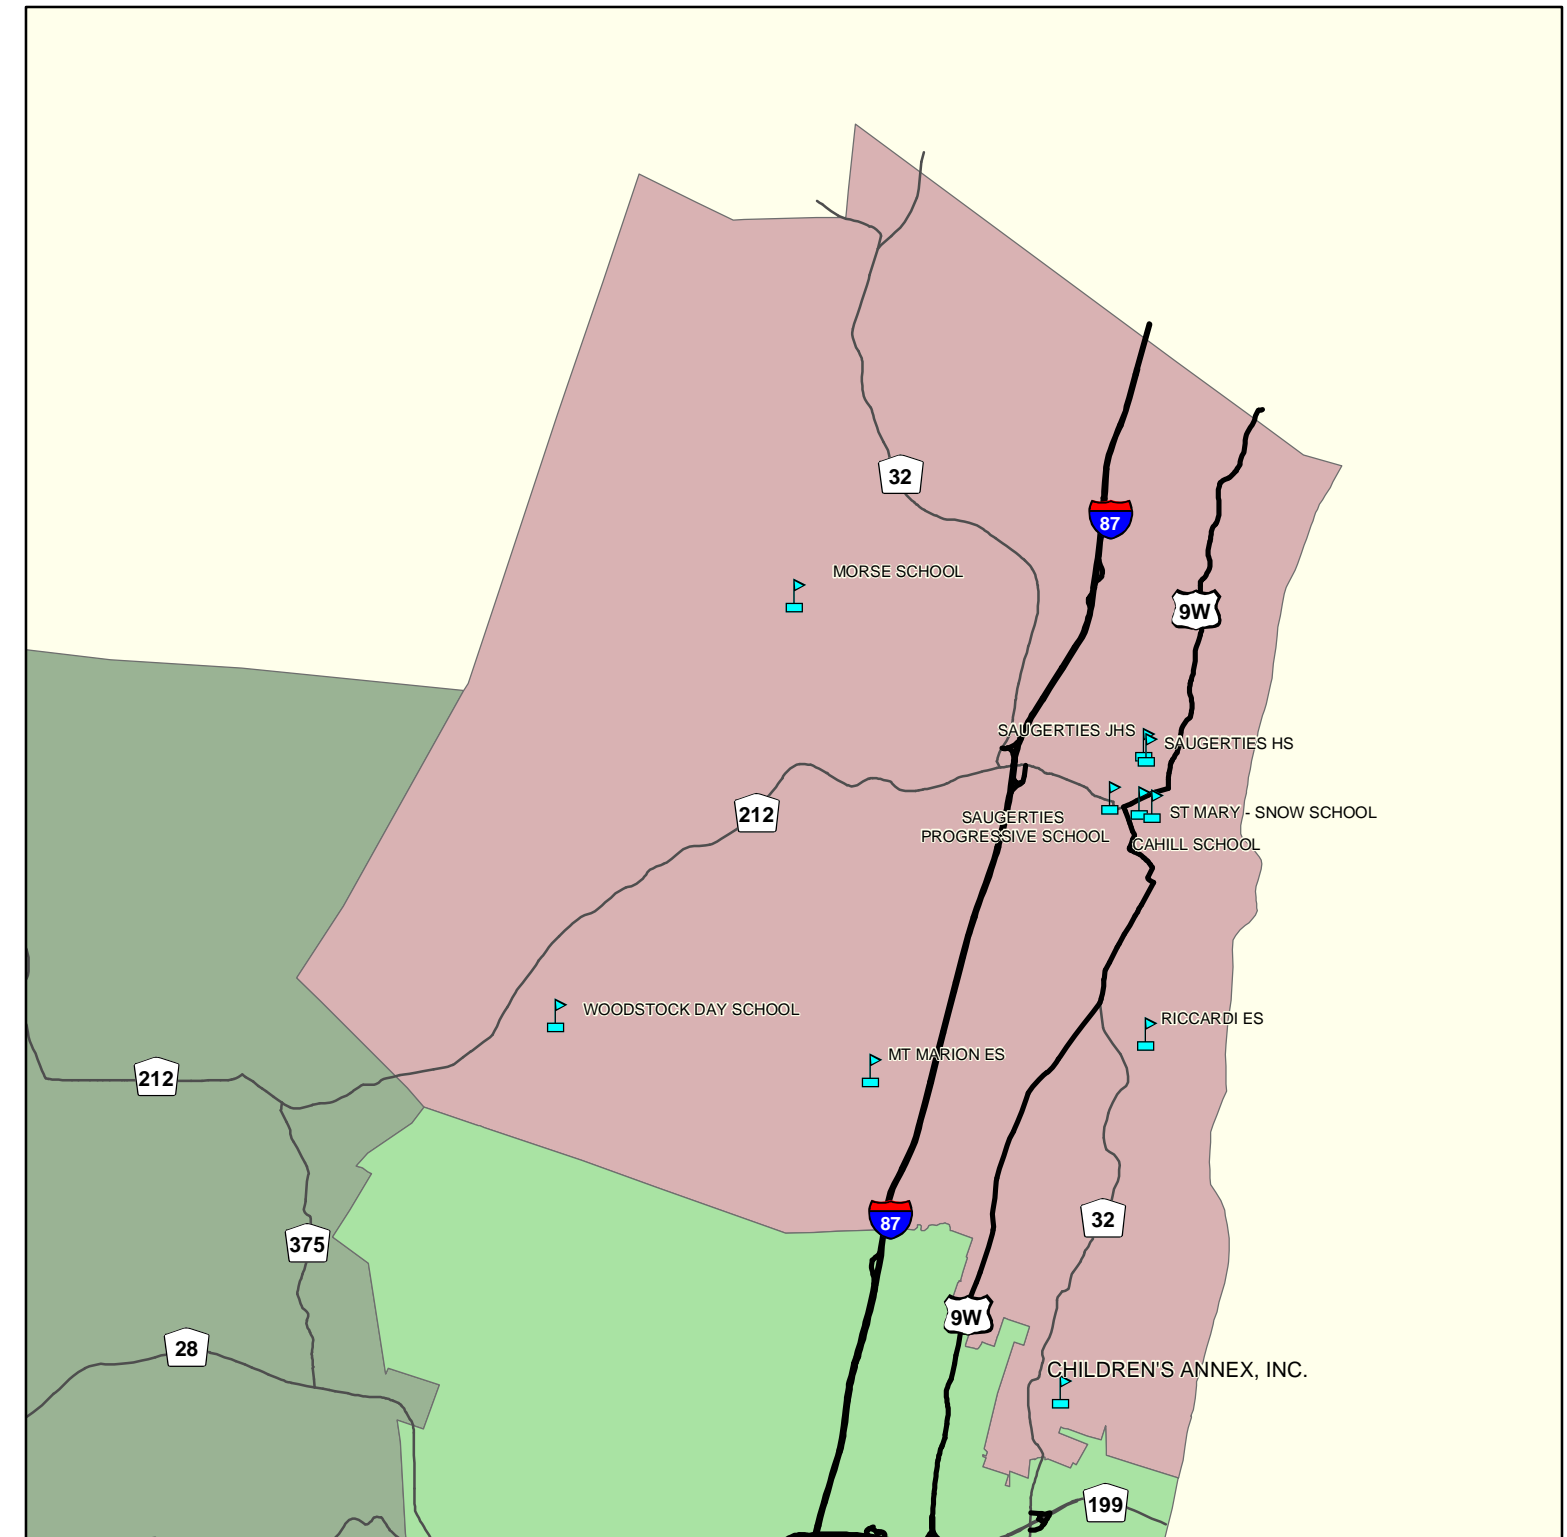 32
87
MORSE SCHOOL
9W
SAUGERTIES JHS
SAUGERTIES HS
212
SAUGERTIES
PROGRESSIVE SCHOOL
ST MARY - SNOW SCHOOL
CAHILL SCHOOL
WOODSTOCK DAY SCHOOL
RICCARDI ES
MT MARION ES
212
87
32
375
9W
28
CHILDREN'S ANNEX, INC.
199